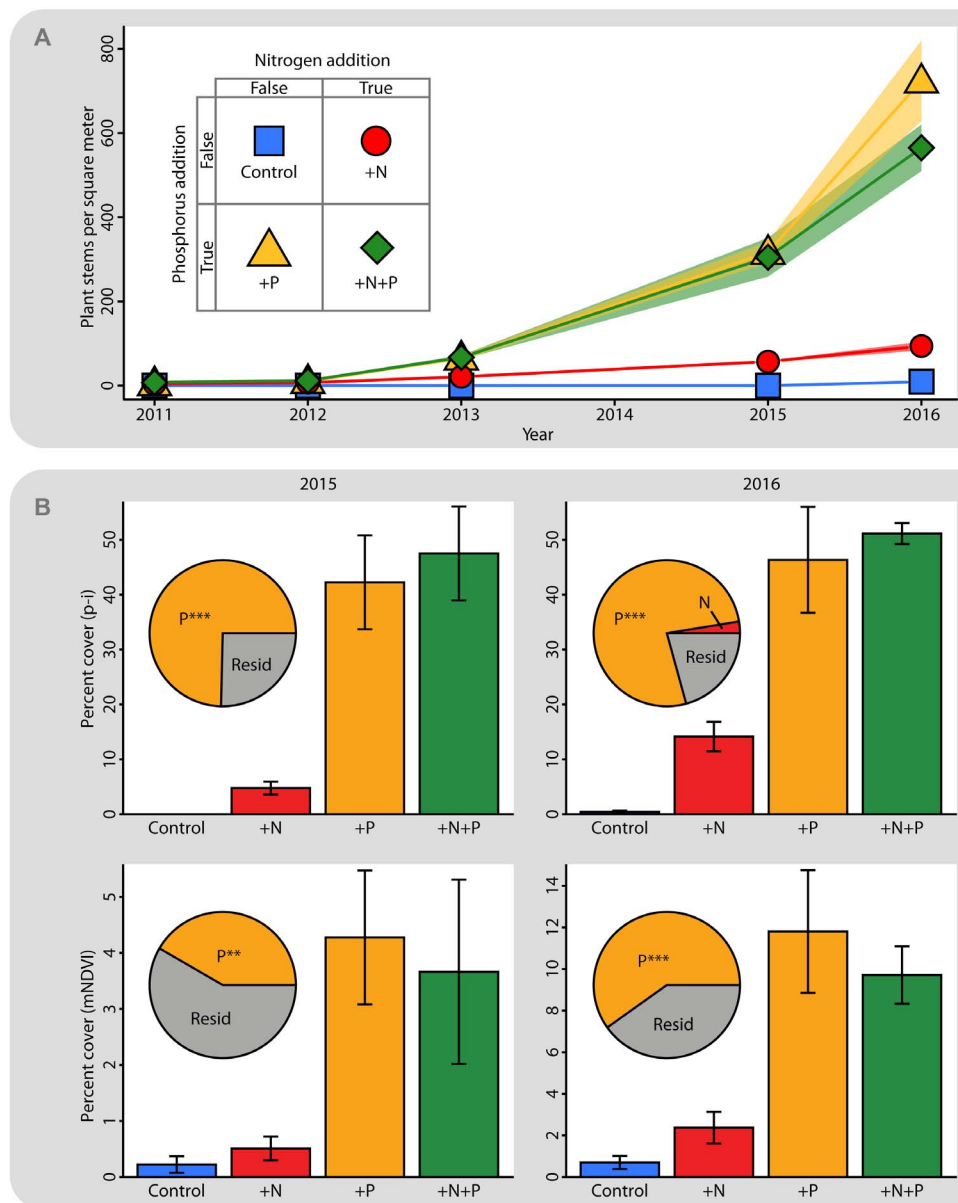 A
Plant stems per square meter
800
600
400
200
0
Nitrogen addition
False True
Phosphorus addition
False
Control +N
True
+P +N+P
2011 2012 2013 2014 2015 2016
Year
B
2015 2016
Percent cover (p-i)
50
40
30
20
10
0
P***
Resid
Control +N +P +N+P
50
40
30
20
10
0
P***
N
Resid
Control +N +P +N+P
Percent cover (mNDVI)
5
4
3
2
1
0
P**
Resid
Control +N +P +N+P
14
12
10
8
6
4
2
0
P***
Resid
Control +N +P +N+P